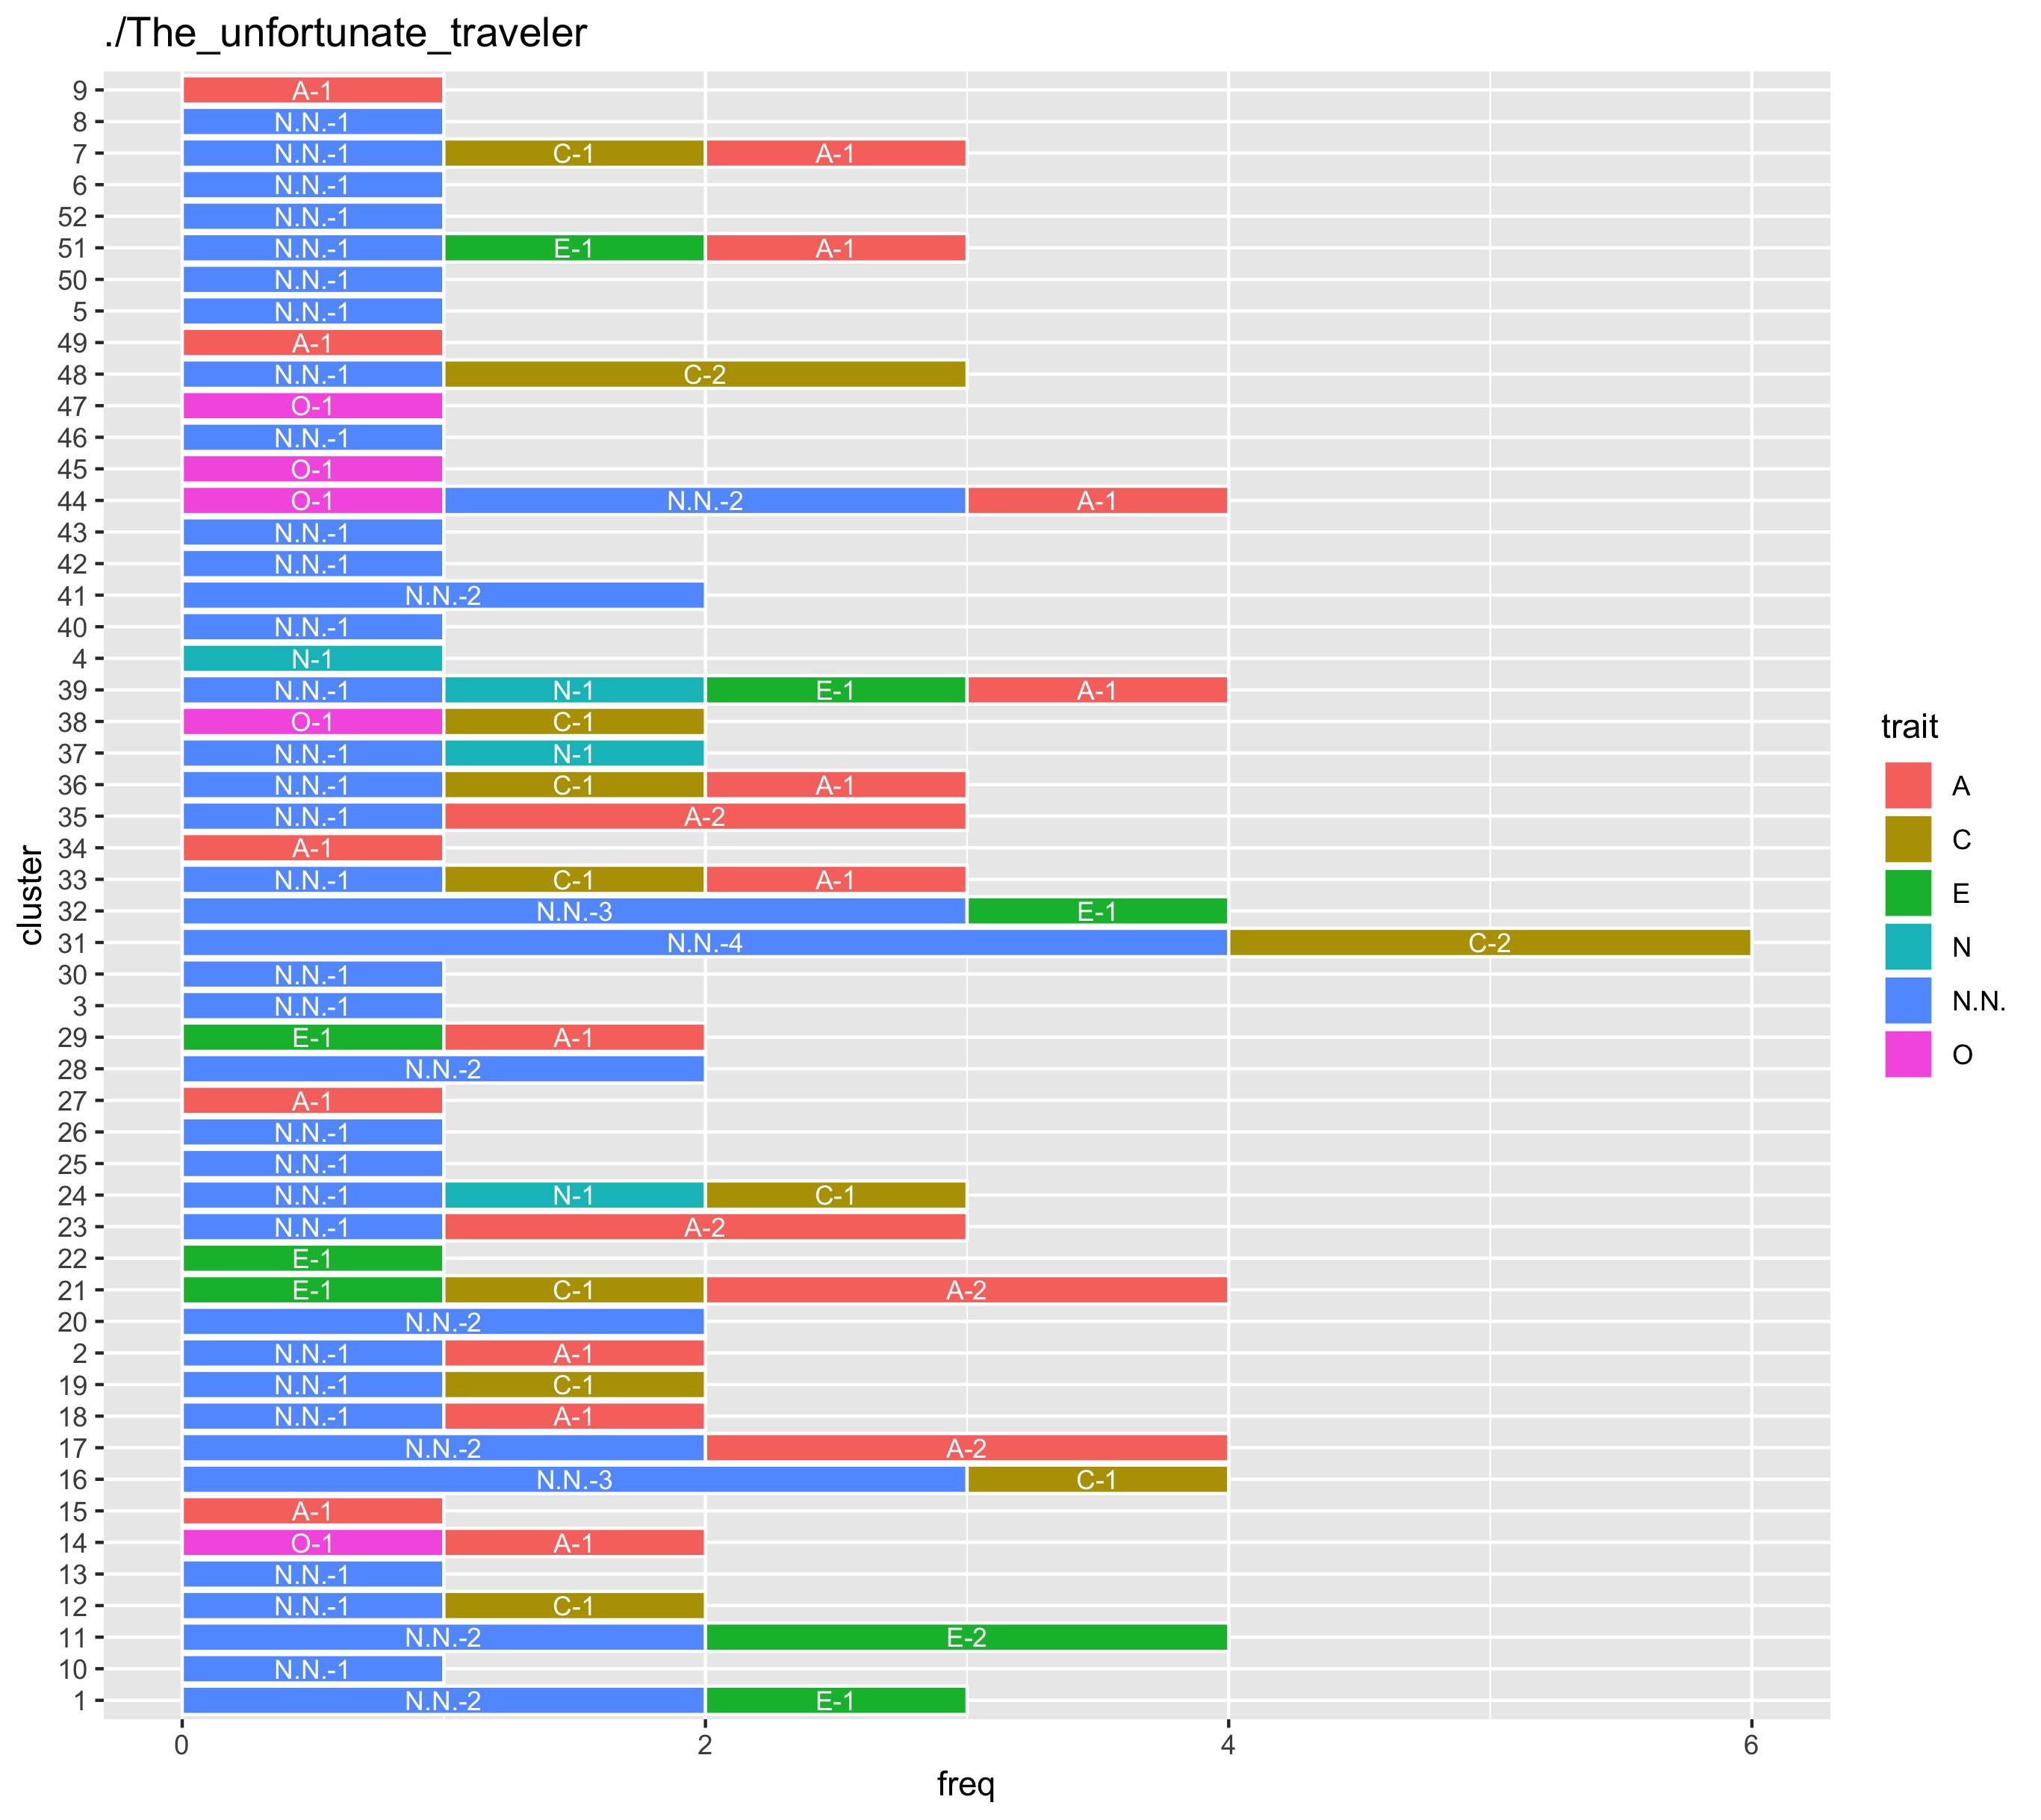 ./The_unfortunate_traveler
9 A-1
8 N.N.-1
7 N.N.-1 C-1 A-1
6 N.N.-1
52 N.N.-1
51 N.N.-1 E-1 A-1
50 N.N.-1
5 N.N.-1
49 A-1
48 N.N.-1 C-2
47 O-1
46 N.N.-1
45 O-1
44 O-1 N.N.-2 A-1
43 N.N.-1
42 N.N.-1
41 N.N.-2
40 N.N.-1
4 N-1
39 N.N.-1 N-1 E-1 A-1
38 O-1 C-1
37 N.N.-1 N-1
36 N.N.-1 C-1 A-1
35 N.N.-1 A-2
34 A-1
33 N.N.-1 C-1 A-1
32 N.N.-3 E-1
31 N.N.-4 C-2
30 N.N.-1
3 N.N.-1
29 E-1 A-1
28 N.N.-2
27 A-1
26 N.N.-1
25 N.N.-1
24 N.N.-1 N-1 C-1
23 N.N.-1 A-2
22 E-1
21 E-1 C-1 A-2
20 N.N.-2
2 N.N.-1 A-1
19 N.N.-1 C-1
18 N.N.-1 A-1
17 N.N.-2 A-2
16 N.N.-3 C-1
15 A-1
14 O-1 A-1
13 N.N.-1
12 N.N.-1 C-1
11 N.N.-2 E-2
10 N.N.-1
1 N.N.-2 E-1
0 2 4 6
freq
cluster
trait
A
C
E
N
N.N.
O